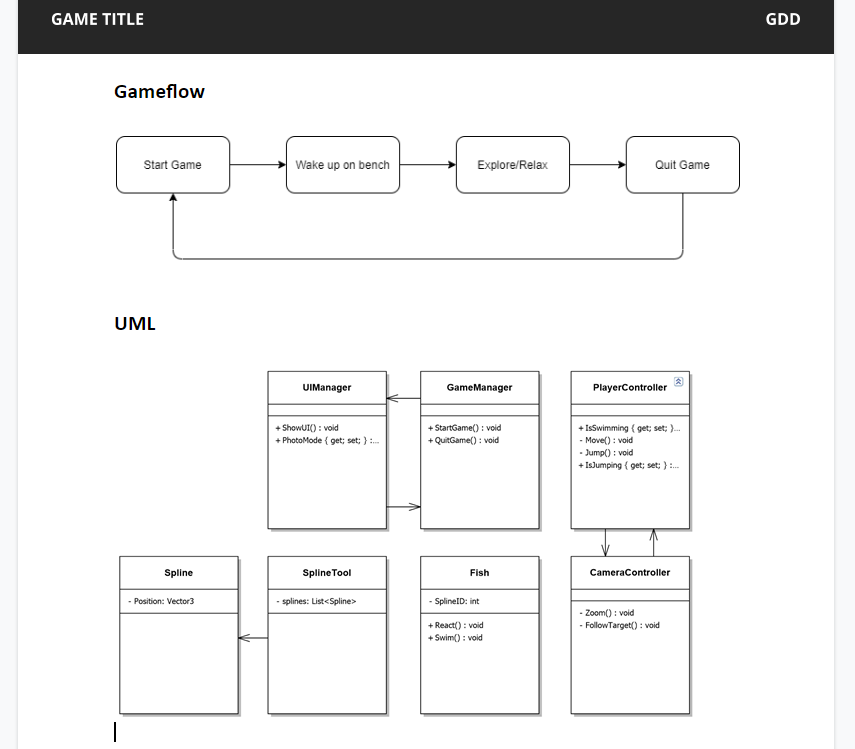 GAME TITLE GDD
Gameflow
Start Game
Wake up on bench
Explore/Relax
Quit Game
UML
UIManager
+ ShowUI() : void
+ PhotoMode { get; set; } :...
GameManager
+ StartGame() : void
+ QuitGame() : void
PlayerController
+ IsSwimming { get; set; }...
- Move() : void
- Jump() : void
+ IsJumping { get; set; } :...
Spline
- Position: Vector3
SplineTool
- splines: List<Spline>
Fish
- SplineID: int
+ React() : void
+ Swim() : void
CameraController
- Zoom() : void
- FollowTarget() : void